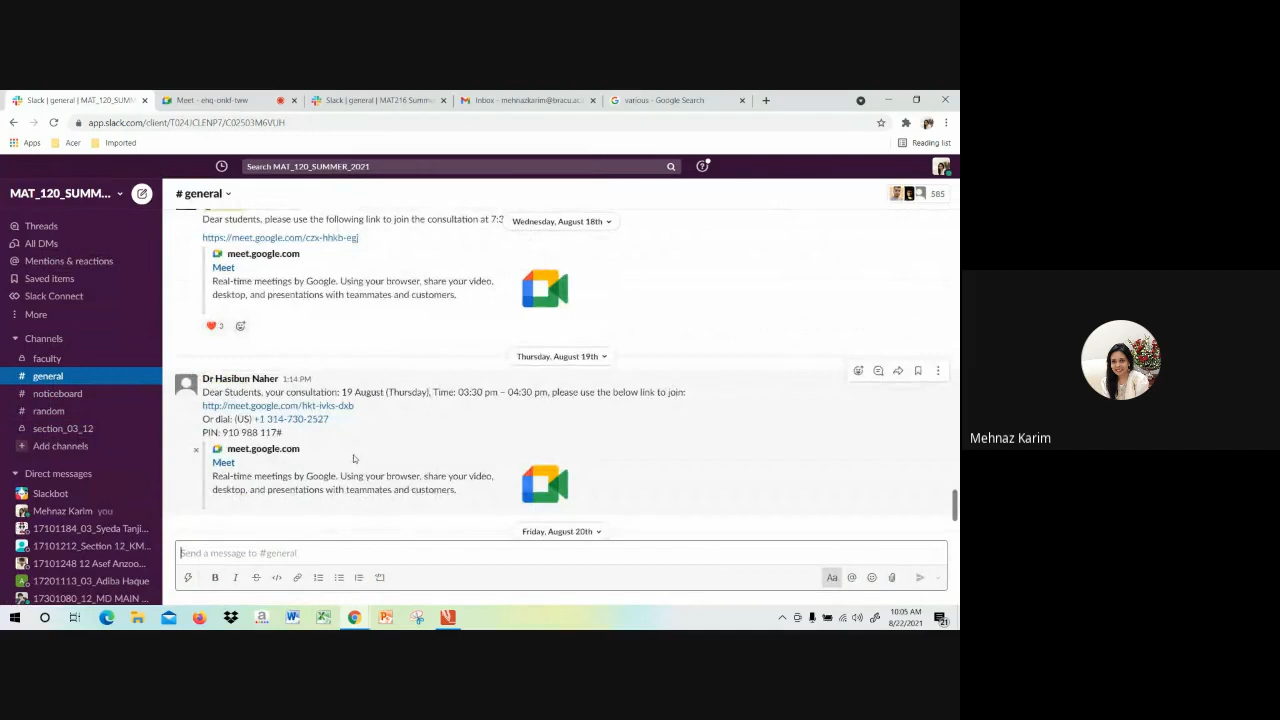 Slack | general | MAT_120_SUMM
Meet - ehq-onld-tww
Slack | general | MAT216 Summe
Inbox - mehnazkarim@bracu.ac
various - Google Search
app.slack.com/client/T024JCLENP7/C02503M6VUH
Apps
Acer
Imported
Reading list
Search MAT_120_SUMMER_2021
MAT_120_SUMM...
# general
585
Threads
All DMs
Mentions & reactions
Saved items
Slack Connect
More
Channels
faculty
# general
# noticeboard
# random
section_03_12
Add channels
Direct messages
Slackbot
Mehnaz Karim you
17101184_03_Syeda Tanji...
17101212_Section 12_KM...
17101248 12 Asef Anzoo...
17201113_03_Adiba Haque
17301080_12_MD MAIN ...
Dear students, please use the following link to join the consultation at 7:3
Wednesday, August 18th
https://meet.google.com/czx-hhkb-egj
meet.google.com
Meet
Real-time meetings by Google. Using your browser, share your video,
desktop, and presentations with teammates and customers.
3
Thursday, August 19th
Dr Hasibun Naher 1:14 PM
Dear Students, your consultation: 19 August (Thursday), Time: 03:30 pm – 04:30 pm, please use the below link to join:
http://meet.google.com/hkt-ivks-dxb
Or dial: (US) +1 314-730-2527
PIN: 910 988 117#
meet.google.com
Meet
Real-time meetings by Google. Using your browser, share your video,
desktop, and presentations with teammates and customers.
Friday, August 20th
Send a message to #general
B I Aa @
10:05 AM
8/22/2021
21
Mehnaz Karim